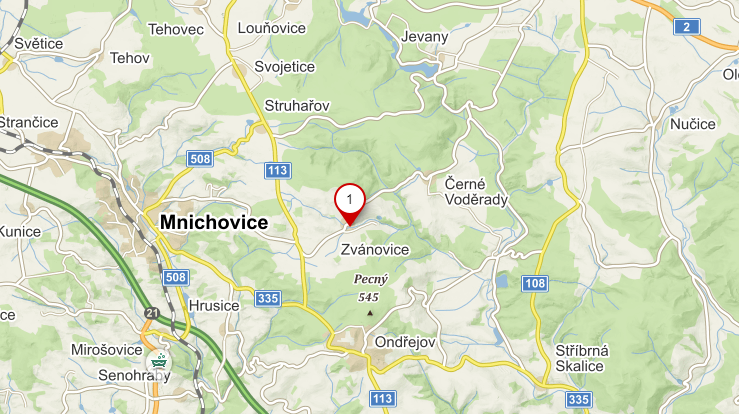 Tehovec
Louňovice
2
Jevany
Světice
Tehov
Svojetice
Struhařov
Strančice
Nučice
508
113
1
Černé
Voděrady
Mnichovice
Kunice
Zvánovice
508
Pecný
545
108
335
Hrusice
21
Mirošovice
Ondřejov
Stříbrná
Skalice
Senohraby
113
335